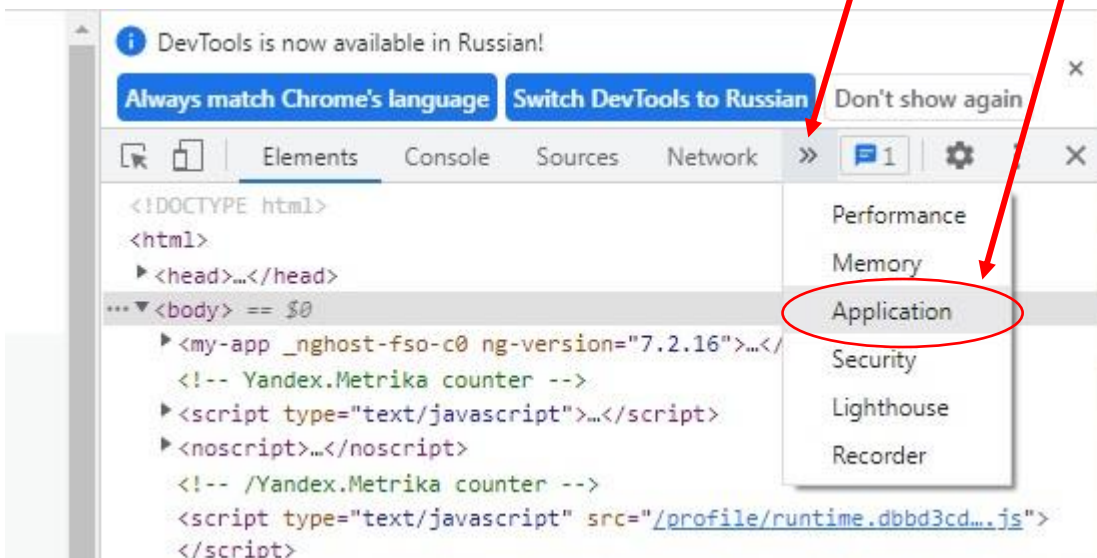 DevTools is now available in Russian!
Always match Chrome's language Switch DevTools to Russian Don't show again
Elements Console Sources Network » 1
<!DOCTYPE html>
<html>
<head>…</head>
<body> == $0
<my-app _nghost-fso-c0 ng-version="7.2.16">…</
<!-- Yandex.Metrika counter -->
<script type="text/javascript">…</script>
<noscript>…</noscript>
<!-- /Yandex.Metrika counter -->
<script type="text/javascript" src="/profile/runtime.dbbd3cd….js">
</script>
Performance
Memory
Application
Security
Lighthouse
Recorder